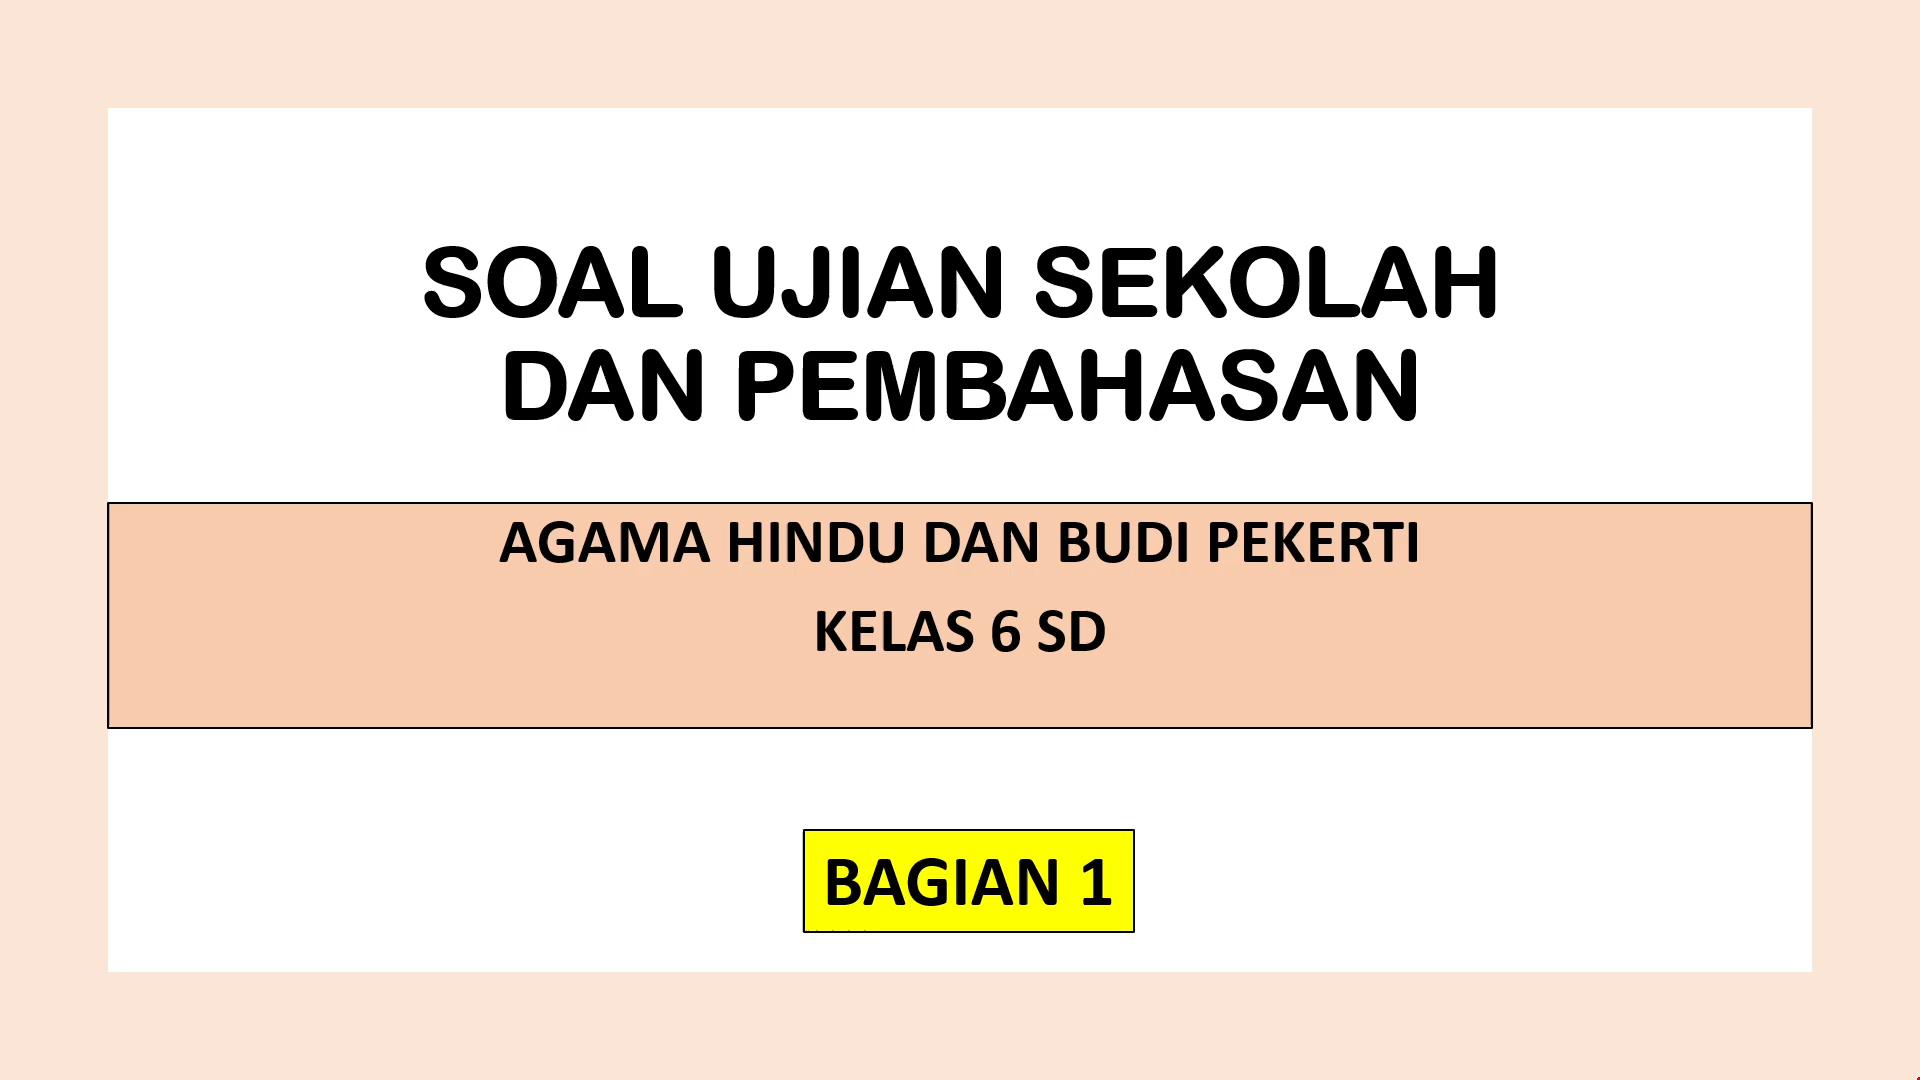 SOAL UJIAN SEKOLAH
DAN PEMBAHASAN
AGAMA HINDU DAN BUDI PEKERTI
KELAS 6 SD
BAGIAN 1